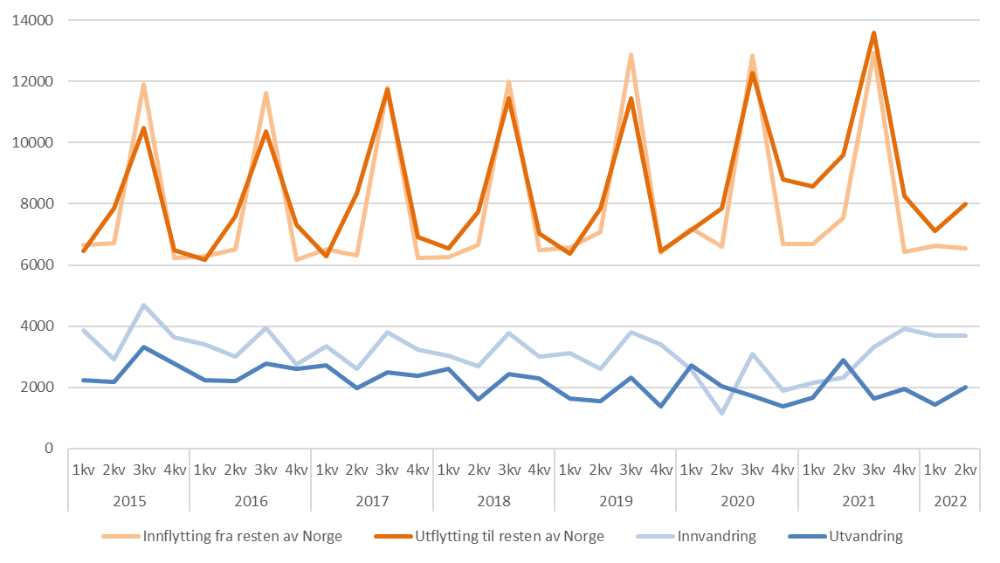 14000
12000
10000
8000
6000
4000
2000
0
1kv 2kv 3kv 4kv 1kv 2kv 3kv 4kv 1kv 2kv 3kv 4kv 1kv 2kv 3kv 4kv 1kv 2kv 3kv 4kv 1kv 2kv 3kv 4kv 1kv 2kv 3kv 4kv 1kv 2kv
2015 2016 2017 2018 2019 2020 2021 2022
Innflytting fra resten av Norge Utflytting til resten av Norge Innvandring Utvandring